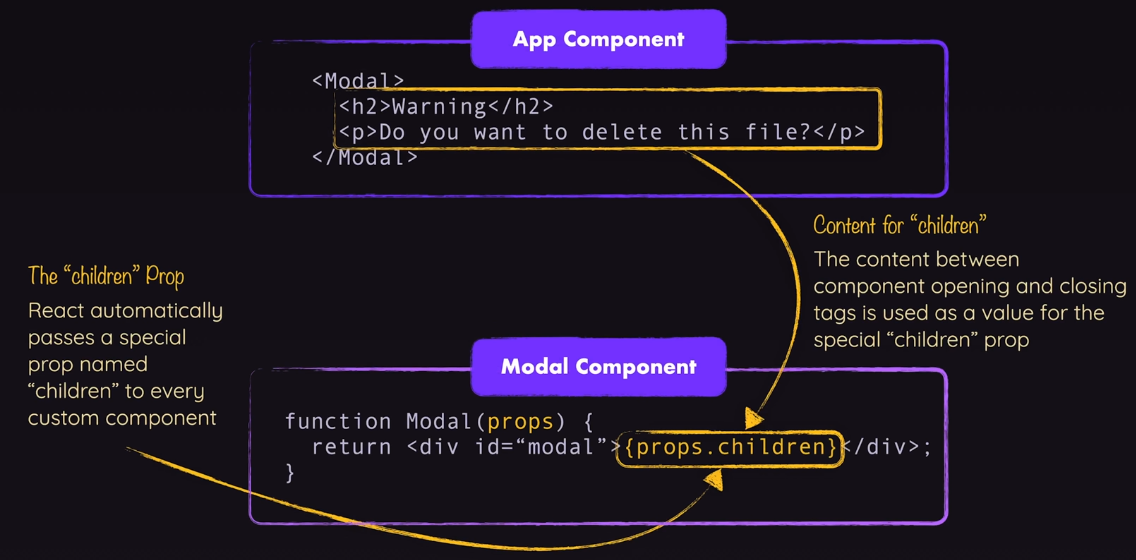 App Component
<Modal>
<h2>Warning</h2>
<p>Do you want to delete this file?</p>
</Modal>
Content for “children”
The content between
component opening and closing
tags is used as a value for the
special “children” prop
The “children” Prop
React automatically
passes a special
prop named
“children” to every
custom component
Modal Component
function Modal(props) {
return <div id=“modal”>{props.children}</div>;
}